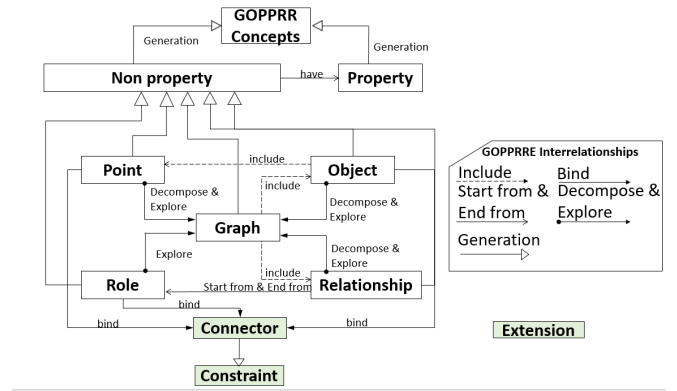 GOPPRR
Concepts
Generation
Generation
Non property
have
Property
Point
include
Object
include
Decompose &
Explore
Decompose &
Explore
Graph
Explore
Decompose &
Explore
include
Role
Start from & End from
Relationship
bind
bind
Connector
bind
Constraint
GOPPRRE Interrelationships
Include
Bind
Start from &
Decompose &
End from
Explore
Generation
Extension